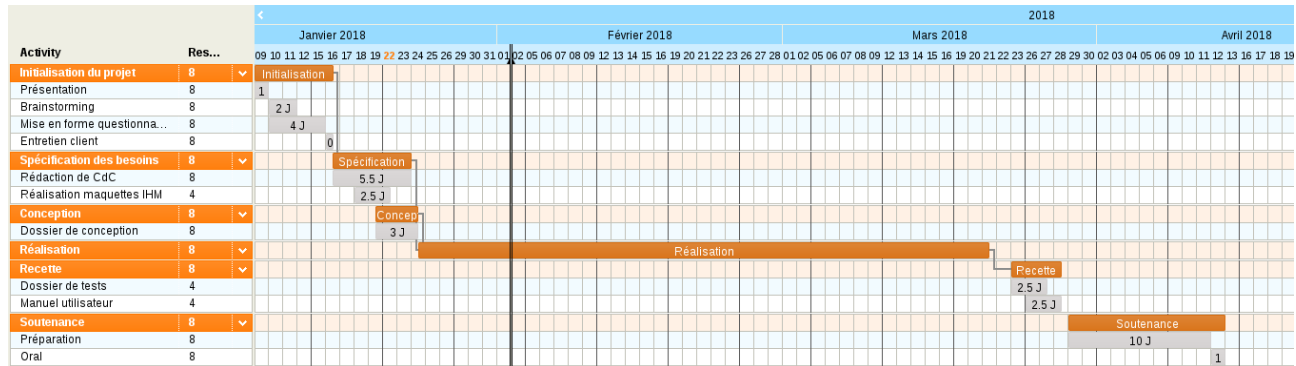 2018
Janvier 2018 Février 2018 Mars 2018 Avril 2018
Activity Res... 09 10 11 12 15 16 17 18 19 22 23 24 25 26 29 30 31 01 02 05 06 07 08 09 12 13 14 15 16 19 20 21 22 23 26 27 28 01 02 05 06 07 08 09 12 13 14 15 16 19 20 21 22 23 26 27 28 29 30 02 03 04 05 06 09 10 11 12 13 16 17 18 19
Initialisation du projet 8 Initialisation
Présentation 8 1
Brainstorming 8 2 J
Mise en forme questionna... 8 4 J
Entretien client 8 0
Spécification des besoins 8 Spécification
Rédaction de CdC 8 5.5 J
Réalisation maquettes IHM 4 2.5 J
Conception 8 Concep
Dossier de conception 8 3 J
Réalisation 8 Réalisation
Recette 8 Recette
Dossier de tests 4 2.5 J
Manuel utilisateur 4 2.5 J
Soutenance 8 Soutenance
Préparation 8 10 J
Oral 8 1